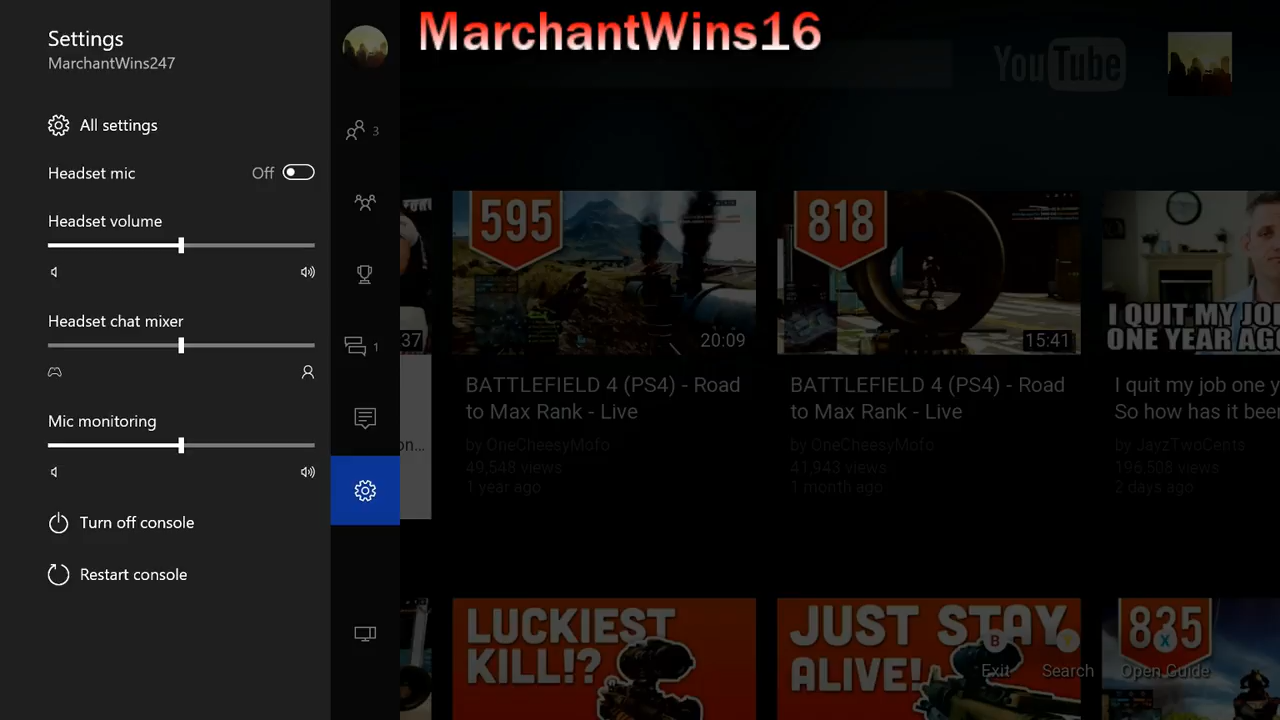 Settings
MarchantWins247
All settings
Headset mic
Off
Headset volume
Headset chat mixer
Mic monitoring
Turn off console
Restart console
3
1
MarchantWins16
YouTube
37
on...
595
20:09
BATTLEFIELD 4 (PS4) - Road
to Max Rank - Live
by OneCheesyMofo
49,548 views
1 year ago
818
15:41
BATTLEFIELD 4 (PS4) - Road
to Max Rank - Live
by OneCheesyMofo
41,943 views
1 month ago
I QUIT MY JO
ONE YEAR AG
I quit my job one y
So how has it bee
by JayzTwoCents
196,508 views
2 days ago
LUCKIEST
KILL!?
JUST STAY
ALIVE!
835
B
Y
X
Exit
Search
Open Guide